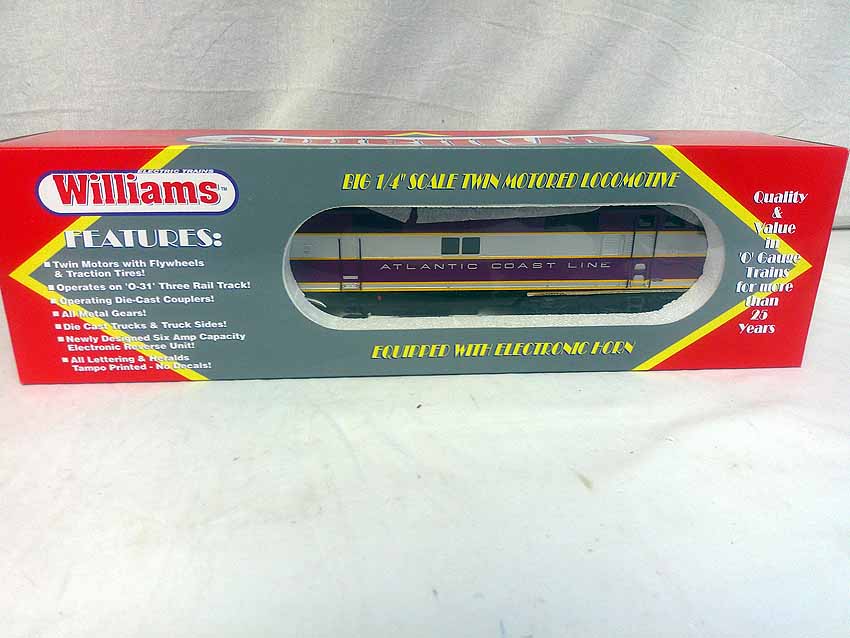 ELECTRIC TRAINS
Williams™
FEATURES:
Twin Motors with Flywheels
& Traction Tires!
Operates on 'O-31' Three Rail Track!
Operating Die-Cast Couplers!
All Metal Gears!
Die Cast Trucks & Truck Sides!
Newly Designed Six Amp Capacity
Electronic Reverse Unit!
All Lettering & Heralds
Tampo Printed - No Decals!
BIG 1/4" SCALE TWIN MOTORED LOCOMOTIVE
ATLANTIC COAST LINE
EQUIPPED WITH ELECTRONIC HORN
Quality
&
Value
in
'O' Gauge
Trains
for more
than
25
Years